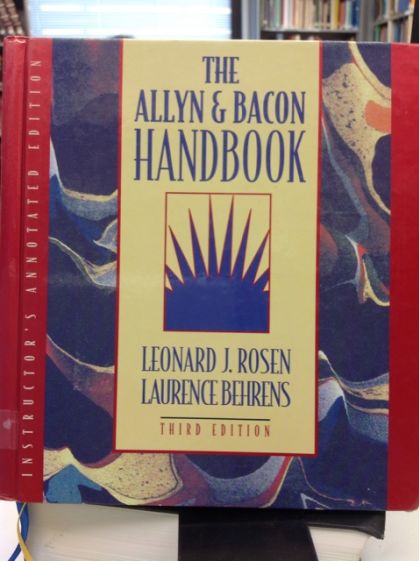 THE
ALLYN & BACON
HANDBOOK
LEONARD J. ROSEN
LAURENCE BEHRENS
THIRD EDITION
INSTRUCTOR'S ANNOTATED EDITION